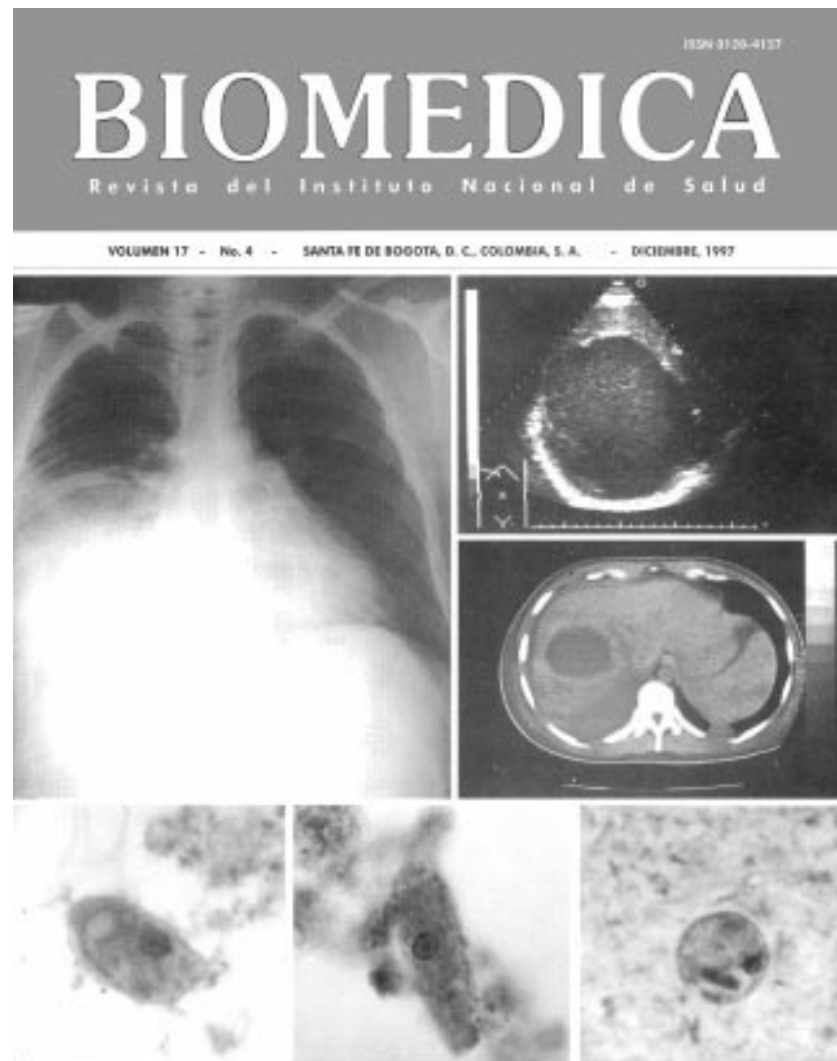 ISSN 0120-4157
BIOMEDICA
Revista del Instituto Nacional de Salud
VOLUMEN 17 - No. 4 - SANTA FE DE BOGOTA, D. C., COLOMBIA, S. A. - DICIEMBRE, 1997